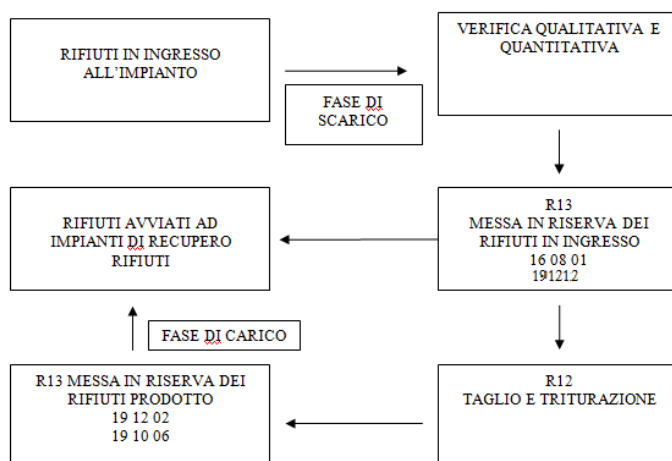 RIFIUTI IN INGRESSO
ALL'IMPIANTO
FASE DI
SCARICO
VERIFICA QUALITATIVA E
QUANTITATIVA
R13
MESSA IN RISERVA DEI
RIFIUTI IN INGRESSO
16 08 01
191212
RIFIUTI AVVIATI AD
IMPIANTI DI RECUPERO
RIFIUTI
R12
TAGLIO E TRITURAZIONE
R13 MESSA IN RISERVA DEI
RIFIUTI PRODOTTO
19 12 02
19 10 06
FASE DI CARICO